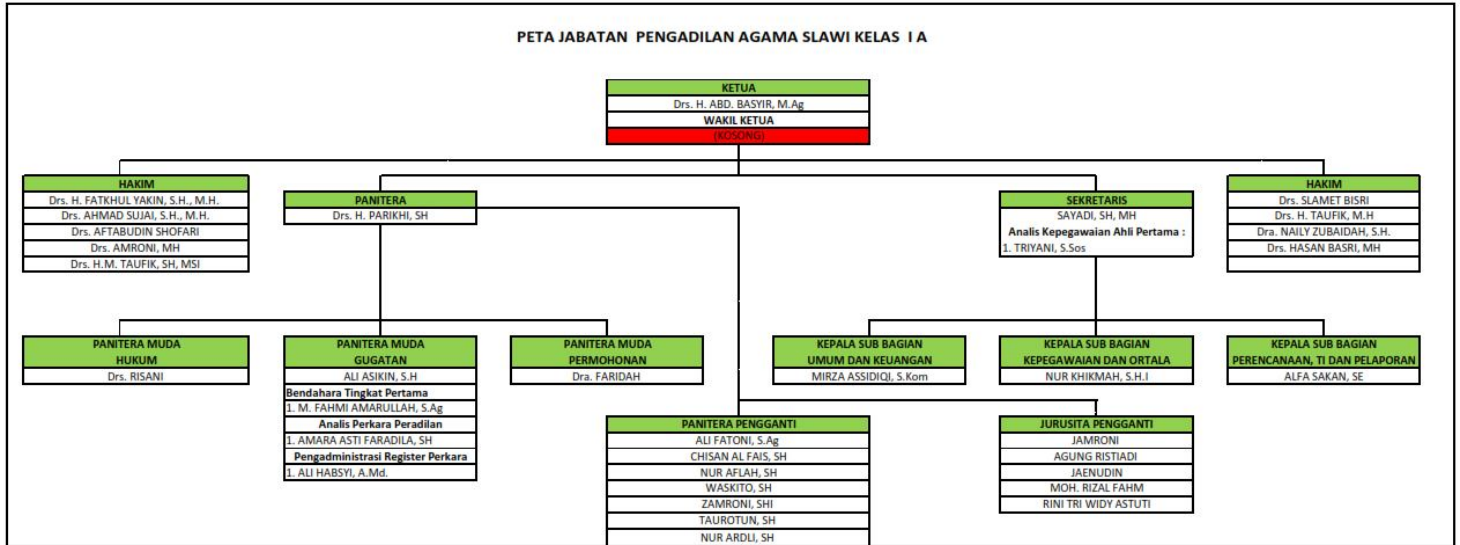 PETA JABATAN PENGADILAN AGAMA SLAWI KELAS I A
KETUA
Drs. H. ABD. BASYIR, M.Ag
WAKIL KETUA
(KOSONG)
HAKIM
Drs. H. FATKHUL YAKIN, S.H., M.H.
Drs. AHMAD SUJAI, S.H., M.H.
Drs. AFTABUDIN SHOFARI
Drs. AMRONI, MH
Drs. H.M. TAUFIK, SH, MSI
PANITERA
Drs. H. PARIKHI, SH
SEKRETARIS
SAYADI, SH, MH
Analis Kepegawaian Ahli Pertama :
1. TRIYANI, S.Sos
HAKIM
Drs. SLAMET BISRI
Drs. H. TAUFIK, M.H
Dra. NAILY ZUBAIDAH, S.H.
Drs. HASAN BASRI, MH
PANITERA MUDA
HUKUM
Drs. RISANI
PANITERA MUDA
GUGATAN
ALI ASIKIN, S.H
Bendahara Tingkat Pertama
1. M. FAHMI AMARULLAH, S.Ag
Analis Perkara Peradilan
1. AMARA ASTI FARADILA, SH
Pengadministrasi Register Perkara
1. ALI HABSYI, A.Md.
PANITERA MUDA
PERMOHONAN
Dra. FARIDAH
KEPALA SUB BAGIAN
UMUM DAN KEUANGAN
MIRZA ASSIDIQI, S.Kom
KEPALA SUB BAGIAN
KEPEGAWAIAN DAN ORTALA
NUR KHIKMAH, S.H.I
KEPALA SUB BAGIAN
PERENCANAAN, TI DAN PELAPORAN
ALFA SAKAN, SE
PANITERA PENGGANTI
ALI FATONI, S.Ag
CHISAN AL FAIS, SH
NUR AFLAH, SH
WASKITO, SH
ZAMRONI, SHI
TAUROTUN, SH
NUR ARDLI, SH
JURUSITA PENGGANTI
JAMRONI
AGUNG RISTIADI
JAENUDIN
MOH. RIZAL FAHM
RINI TRI WIDY ASTUTI